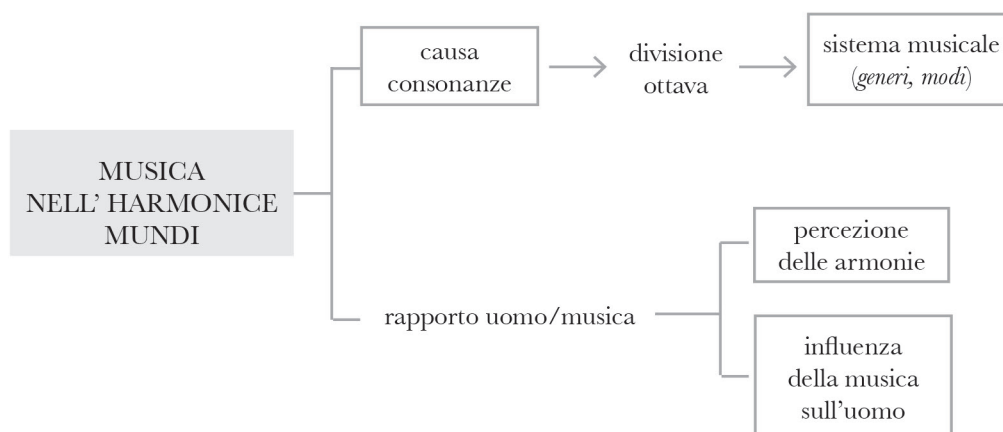 MUSICA
NELL’ HARMONICE
MUNDI
causa
consonanze
divisione
ottava
sistema musicale
(generi, modi)
rapporto uomo/musica
percezione
delle armonie
influenza
della musica
sull’uomo